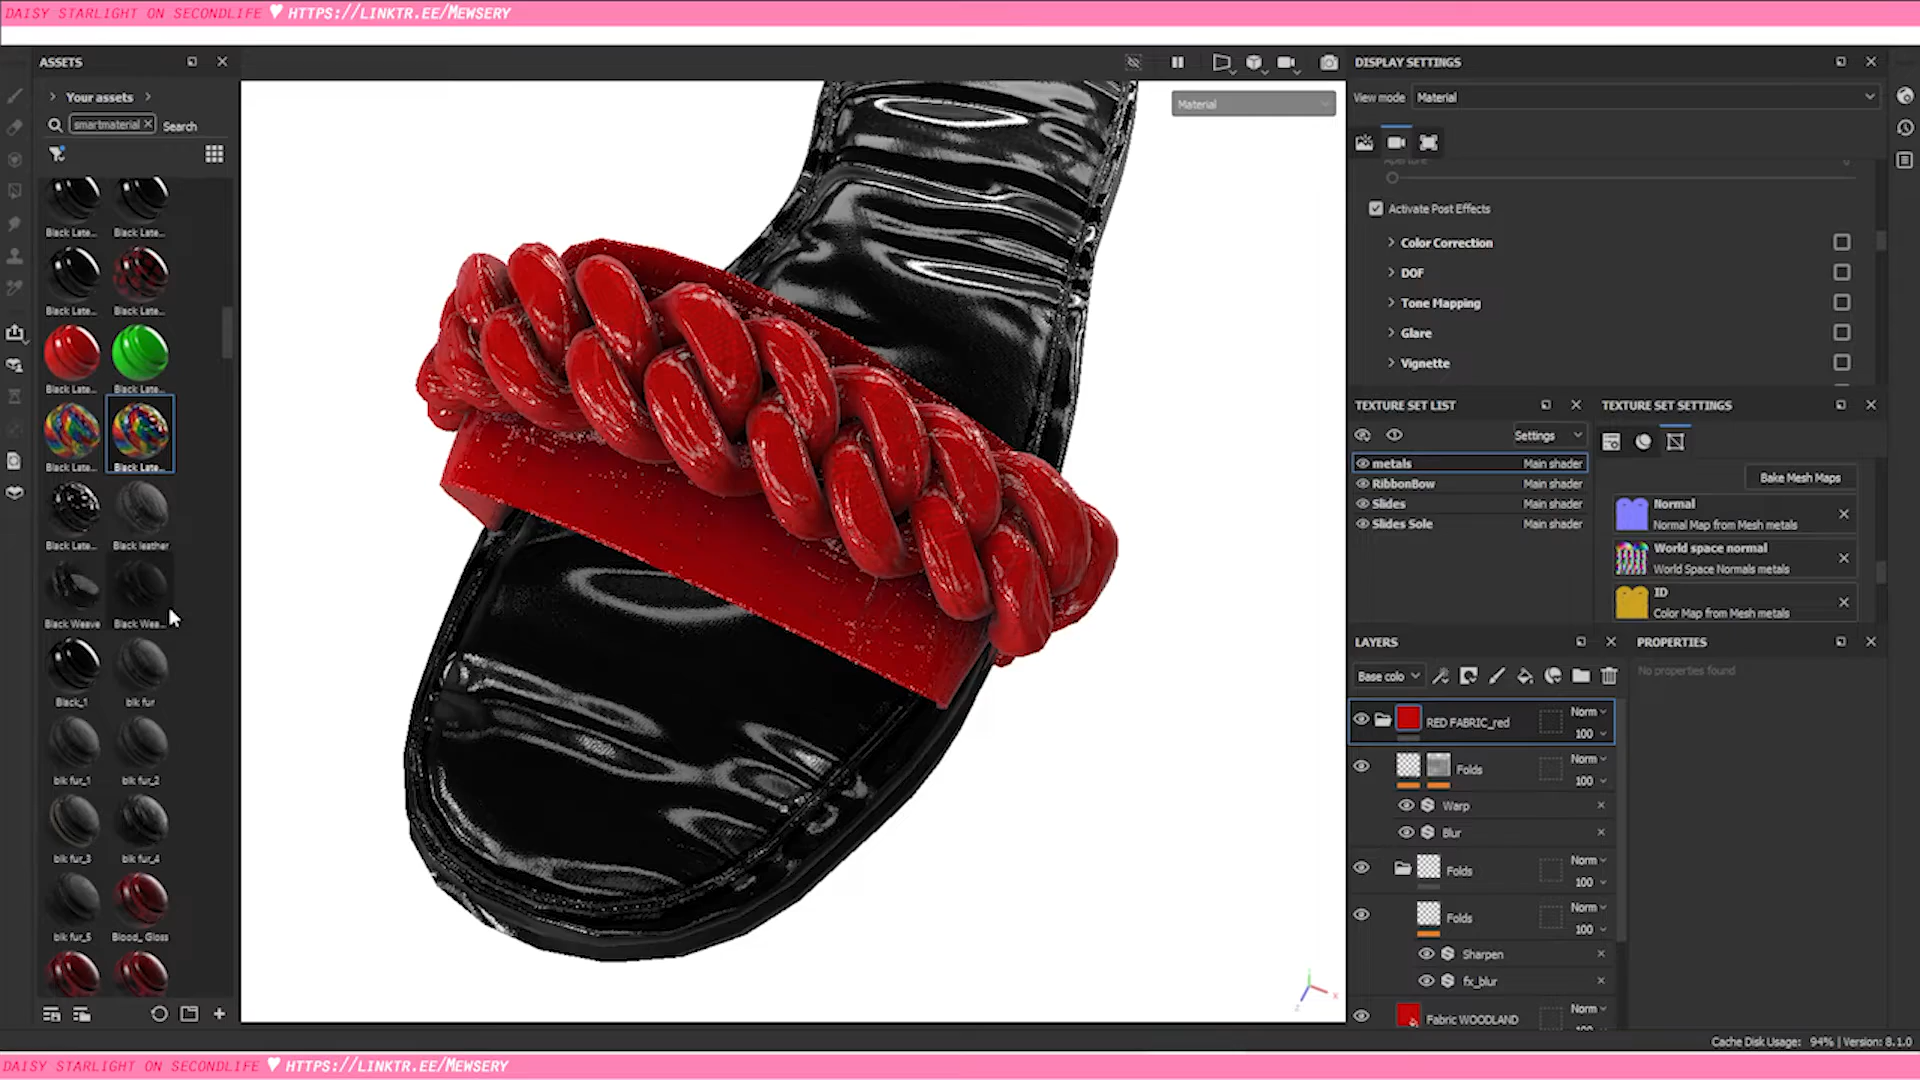 DAISY STARLIGHT ON SECONDLIFE ♥ HTTPS://LINKTR.EE/MEWSERY
ASSETS
Your assets
smartmaterial
Search
Black Late...
Black Late...
Black Late...
Black Late...
Black Late...
Black Late...
Black Late...
Black Late...
Black Late...
Black leather
Black Weave
Black Wea...
Black_1
blk fur
blk fur_1
blk fur_2
blk fur_3
blk fur_4
blk fur_5
Blood_ Gloss
Material
DISPLAY SETTINGS
View mode
Material
Aperture
Activate Post Effects
Color Correction
DOF
Tone Mapping
Glare
Vignette
TEXTURE SET LIST
Settings
metals Main shader
RibbonBow Main shader
Slides Main shader
Slides Sole Main shader
TEXTURE SET SETTINGS
Bake Mesh Maps
Normal
Normal Map from Mesh metals
World space normal
World Space Normals metals
ID
Color Map from Mesh metals
LAYERS
Base colo
RED FABRIC_red
Norm
100
Folds
Norm
100
Warp
Blur
Folds
Norm
100
Folds
Norm
100
Sharpen
fx_blur
Fabric WOODLAND
Norm
100
PROPERTIES
No properties found
Cache Disk Usage: 94% | Version: 8.1.0
DAISY STARLIGHT ON SECONDLIFE ♥ HTTPS://LINKTR.EE/MEWSERY